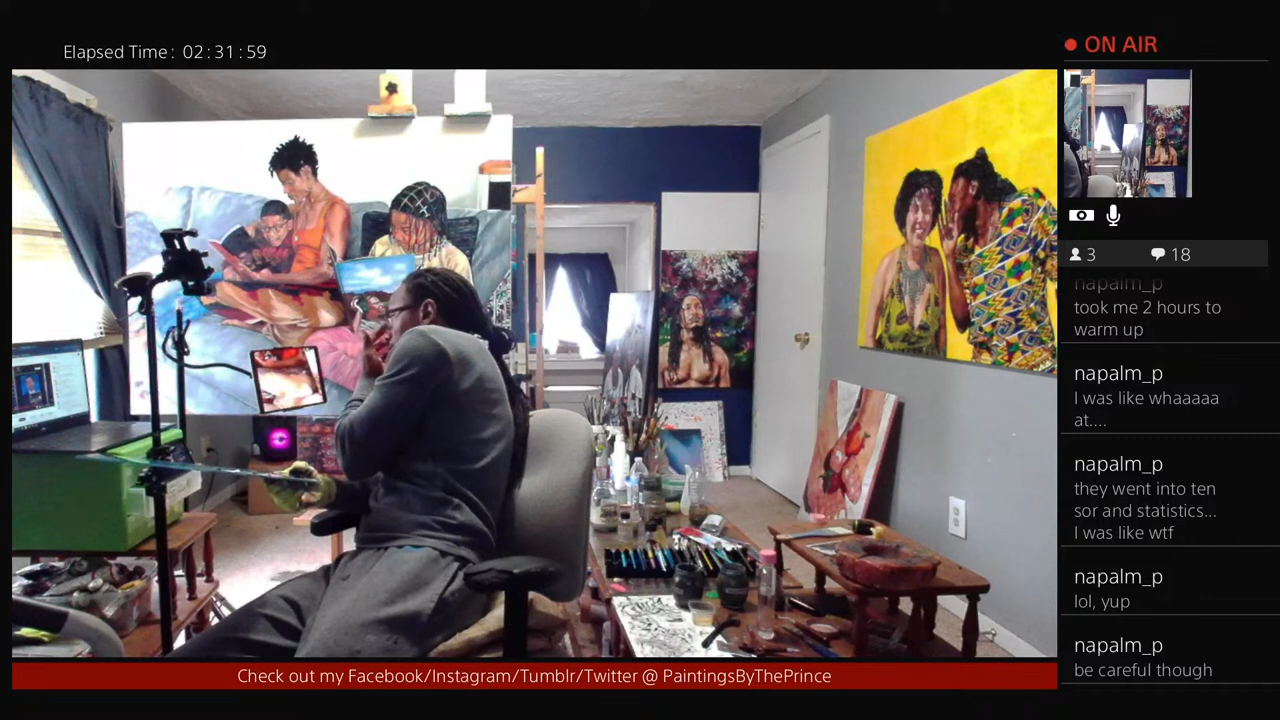 Elapsed Time: 02:31:59
ON AIR
3
18
napalm_p
took me 2 hours to
warm up
napalm_p
I was like whaaaaa
at....
napalm_p
they went into ten
sor and statistics...
I was like wtf
napalm_p
lol, yup
napalm_p
be careful though
Check out my Facebook/Instagram/Tumblr/Twitter @ PaintingsByThePrince